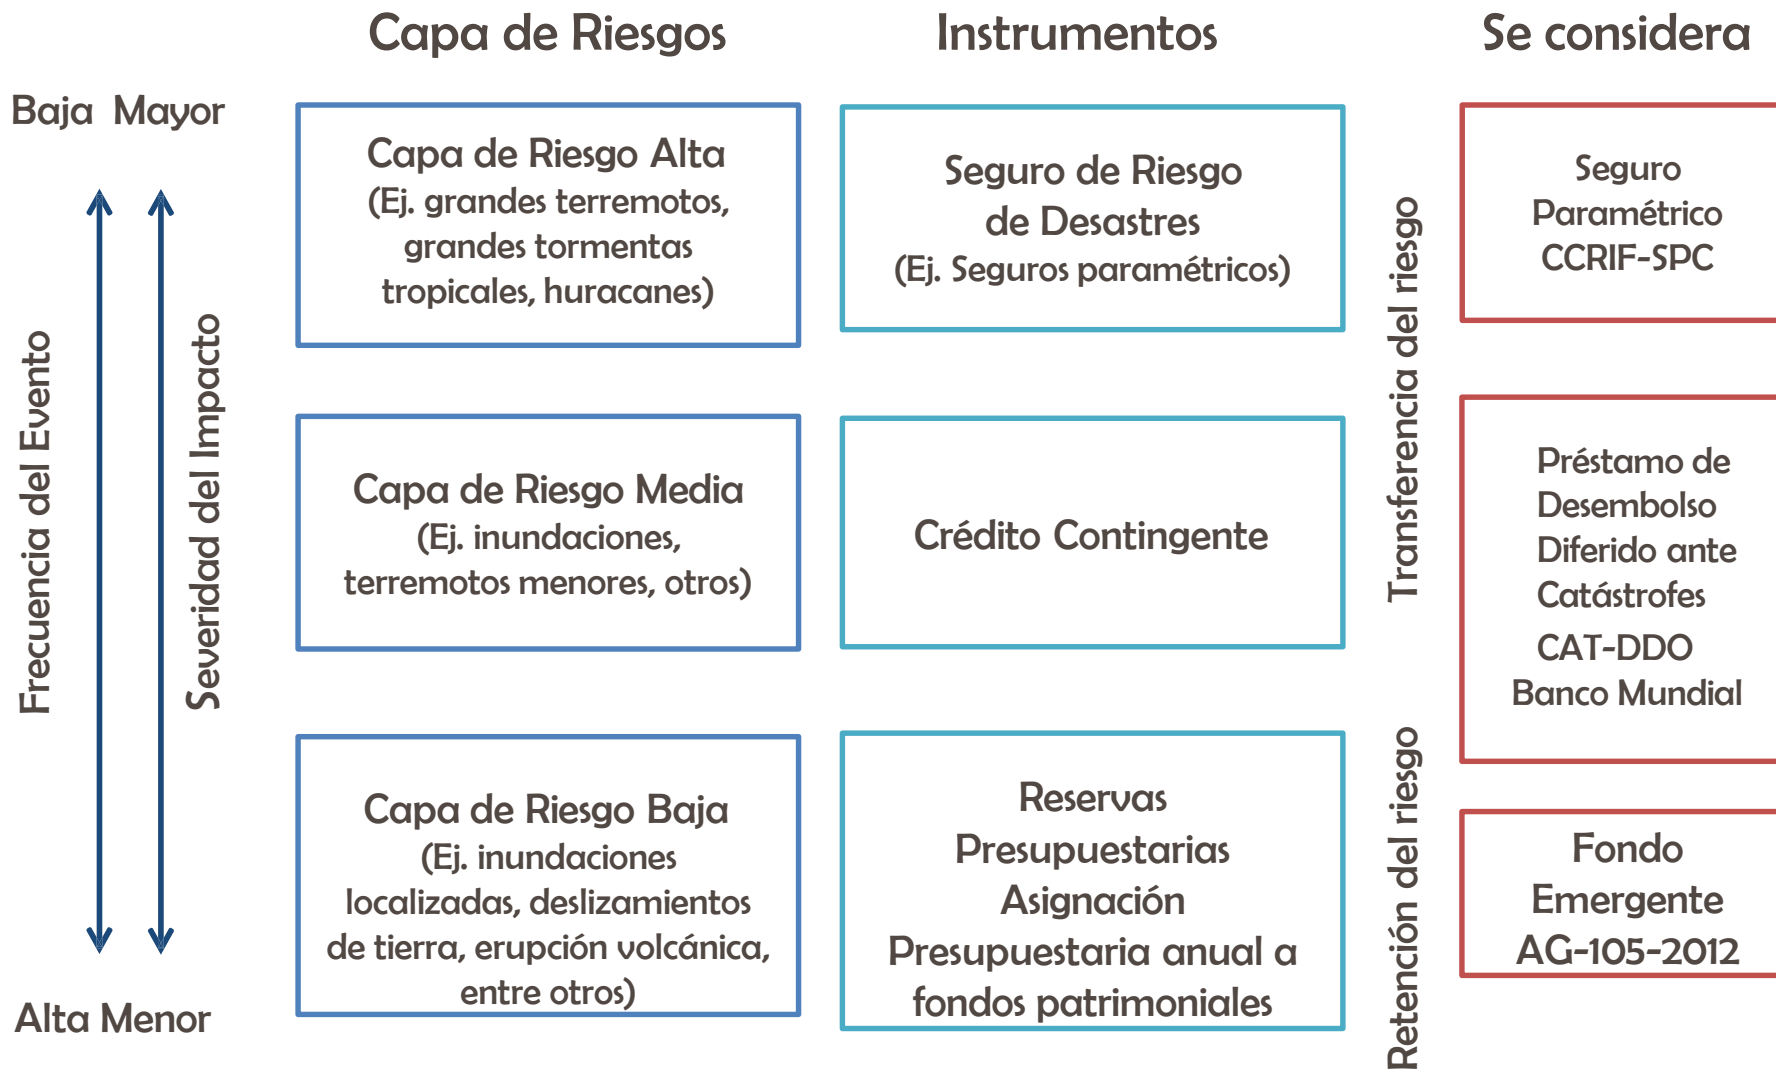 Capa de Riesgos
Instrumentos
Se considera
Baja Mayor
Frecuencia del Evento
Severidad del Impacto
Alta Menor
Capa de Riesgo Alta
(Ej. grandes terremotos,
grandes tormentas
tropicales, huracanes)
Seguro de Riesgo
de Desastres
(Ej. Seguros paramétricos)
Transferencia del riesgo
Seguro
Paramétrico
CCRIF-SPC
Capa de Riesgo Media
(Ej. inundaciones,
terremotos menores, otros)
Crédito Contingente
Préstamo de
Desembolso
Diferido ante
Catástrofes
CAT-DDO
Banco Mundial
Capa de Riesgo Baja
(Ej. inundaciones
localizadas, deslizamientos
de tierra, erupción volcánica,
entre otros)
Reservas
Presupuestarias
Asignación
Presupuestaria anual a
fondos patrimoniales
Retención del riesgo
Fondo
Emergente
AG-105-2012